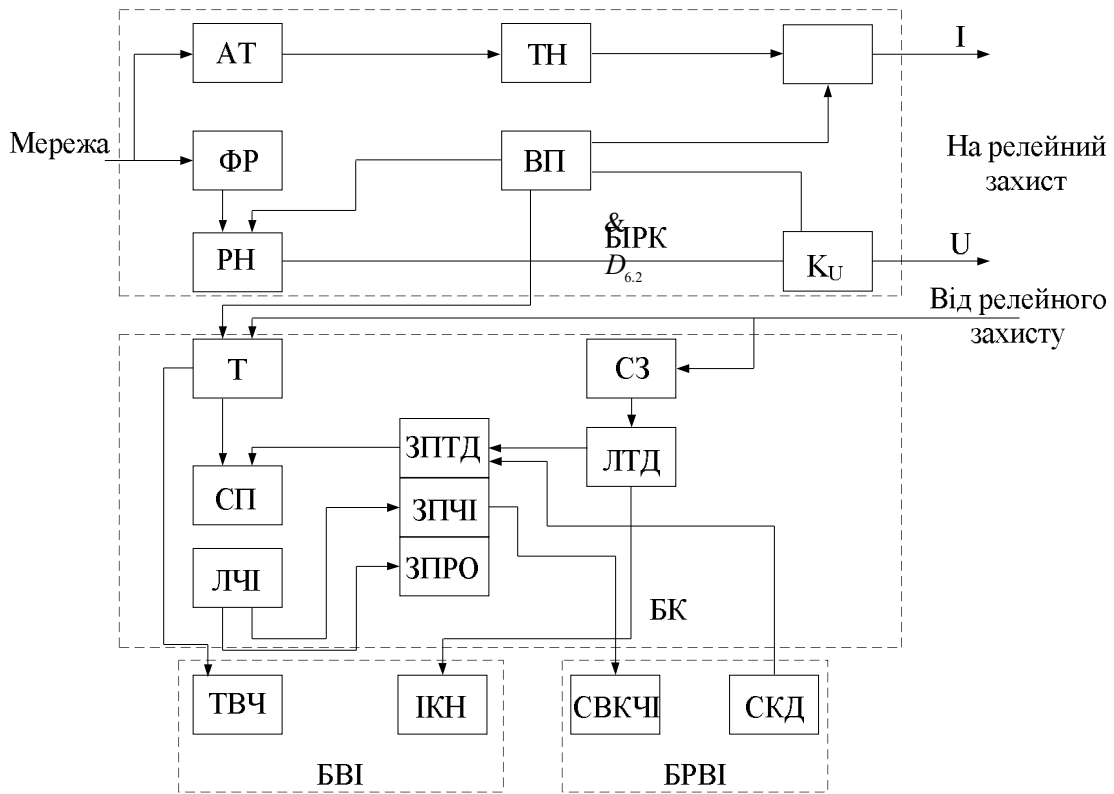 АТ
ТН
I
Мережа
ФР
ВП
На релейний
захист
РН
&
БІРК
D6.2
KU
U
Від релейного
захисту
Т
СЗ
ЗПТД
ЛТД
СП
ЗПЧІ
ЗПРО
ЛЧІ
БК
ТВЧ
ІКН
СВКЧІ
СКД
БВІ
БРВІ